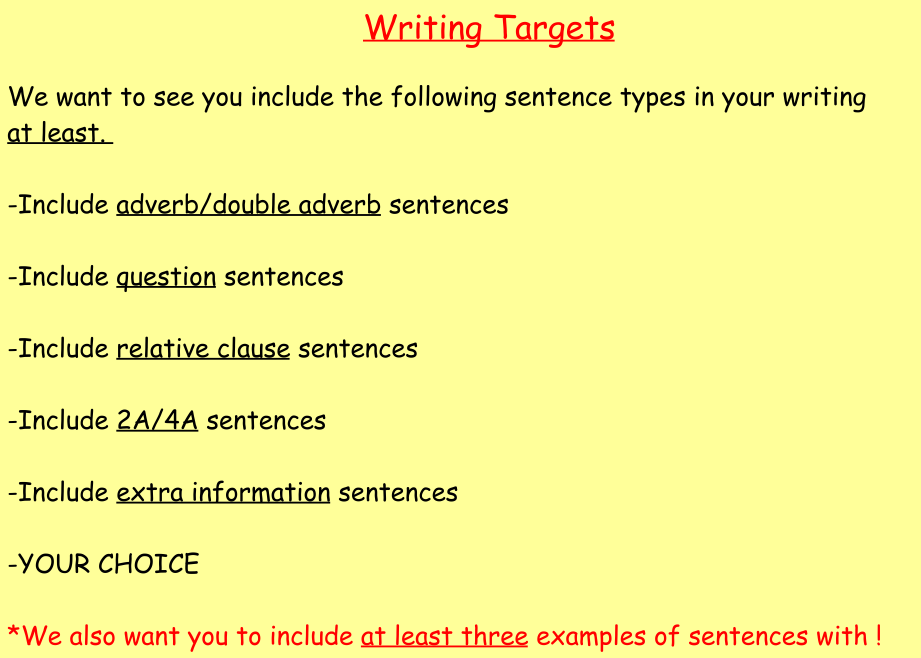 Writing Targets
We want to see you include the following sentence types in your writing
at least.
-Include adverb/double adverb sentences
-Include question sentences
-Include relative clause sentences
-Include 2A/4A sentences
-Include extra information sentences
-YOUR CHOICE
*We also want you to include at least three examples of sentences with !